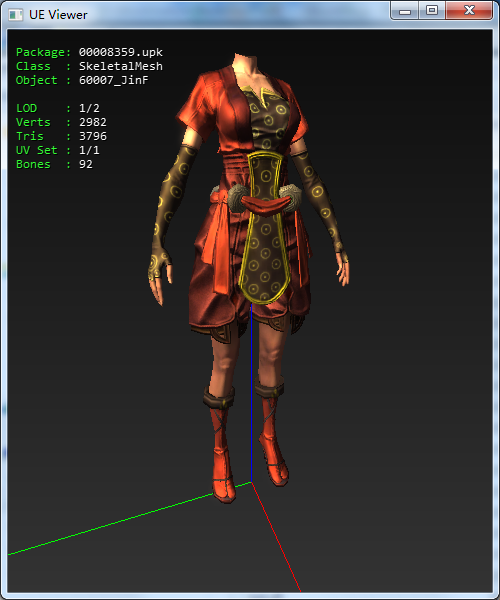 UE Viewer
Package: 00008359.upk
Class : SkeletalMesh
Object : 60007_JinF
LOD : 1/2
Verts : 2982
Tris : 3796
UV Set : 1/1
Bones : 92